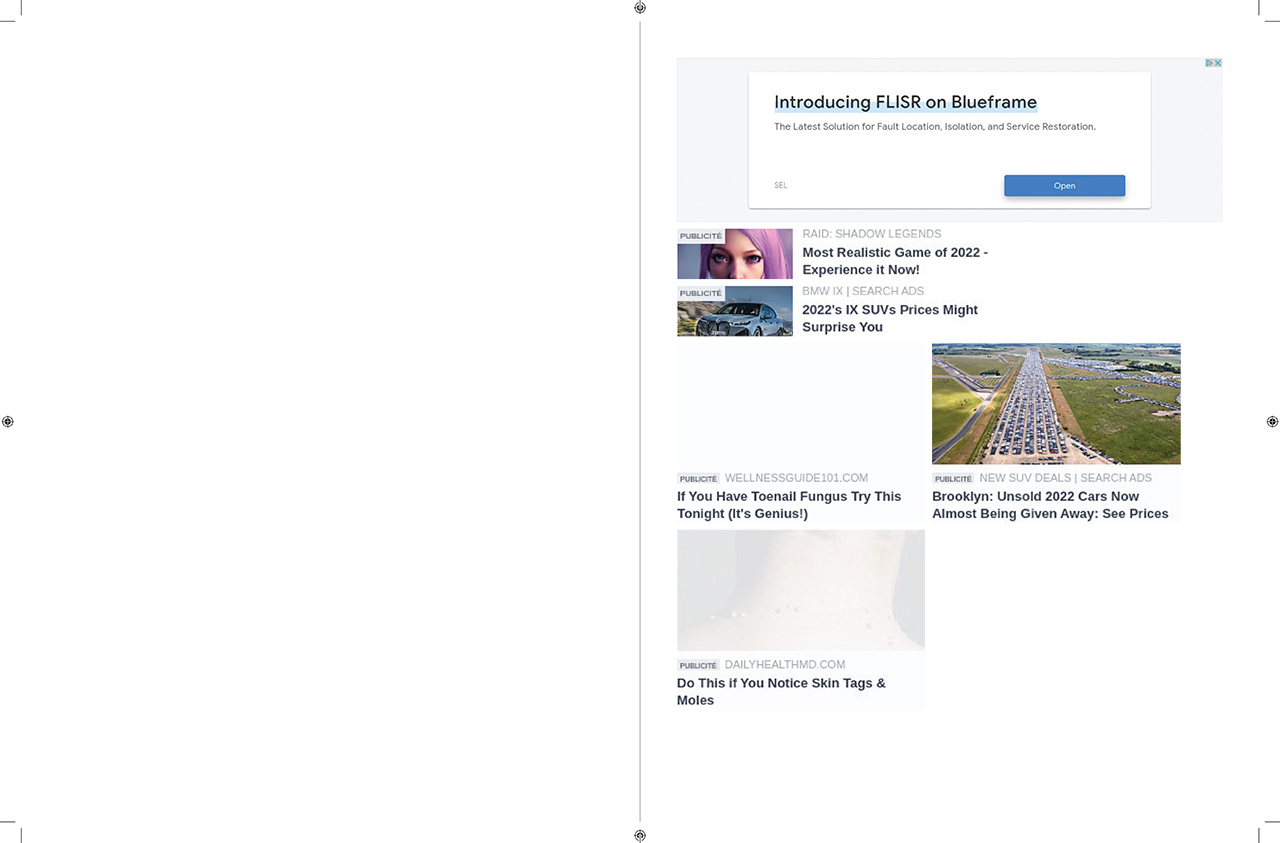 Introducing FLISR on Blueframe
The Latest Solution for Fault Location, Isolation, and Service Restoration.
SEL
Open
PUBLICITÉ
RAID: SHADOW LEGENDS
Most Realistic Game of 2022 -
Experience it Now!
PUBLICITÉ
BMW IX | SEARCH ADS
2022's IX SUVs Prices Might
Surprise You
PUBLICITÉ WELLNESSGUIDE101.COM
If You Have Toenail Fungus Try This
Tonight (It's Genius!)
PUBLICITÉ NEW SUV DEALS | SEARCH ADS
Brooklyn: Unsold 2022 Cars Now
Almost Being Given Away: See Prices
PUBLICITÉ DAILYHEALTHMD.COM
Do This if You Notice Skin Tags &
Moles